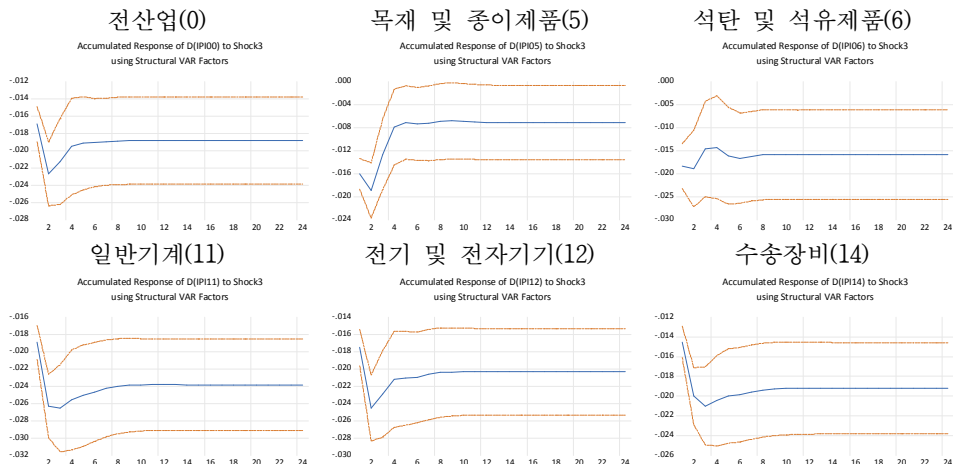 전산업(0)
Accumulated Response of D(IPI00) to Shock3
using Structural VAR Factors
-.012
-.014
-.016
-.018
-.020
-.022
-.024
-.026
-.028
2 4 6 8 10 12 14 16 18 20 22 24
목재 및 종이제품(5)
Accumulated Response of D(IPI05) to Shock3
using Structural VAR Factors
.000
-.004
-.008
-.012
-.016
-.020
-.024
2 4 6 8 10 12 14 16 18 20 22 24
석탄 및 석유제품(6)
Accumulated Response of D(IPI06) to Shock3
using Structural VAR Factors
.000
-.005
-.010
-.015
-.020
-.025
-.030
2 4 6 8 10 12 14 16 18 20 22 24
일반기계(11)
Accumulated Response of D(IPI11) to Shock3
using Structural VAR Factors
-.016
-.018
-.020
-.022
-.024
-.026
-.028
-.030
-.032
2 4 6 8 10 12 14 16 18 20 22 24
전기 및 전자기기(12)
Accumulated Response of D(IPI12) to Shock3
using Structural VAR Factors
-.014
-.016
-.018
-.020
-.022
-.024
-.026
-.028
-.030
2 4 6 8 10 12 14 16 18 20 22 24
수송장비(14)
Accumulated Response of D(IPI14) to Shock3
using Structural VAR Factors
-.012
-.014
-.016
-.018
-.020
-.022
-.024
-.026
2 4 6 8 10 12 14 16 18 20 22 24